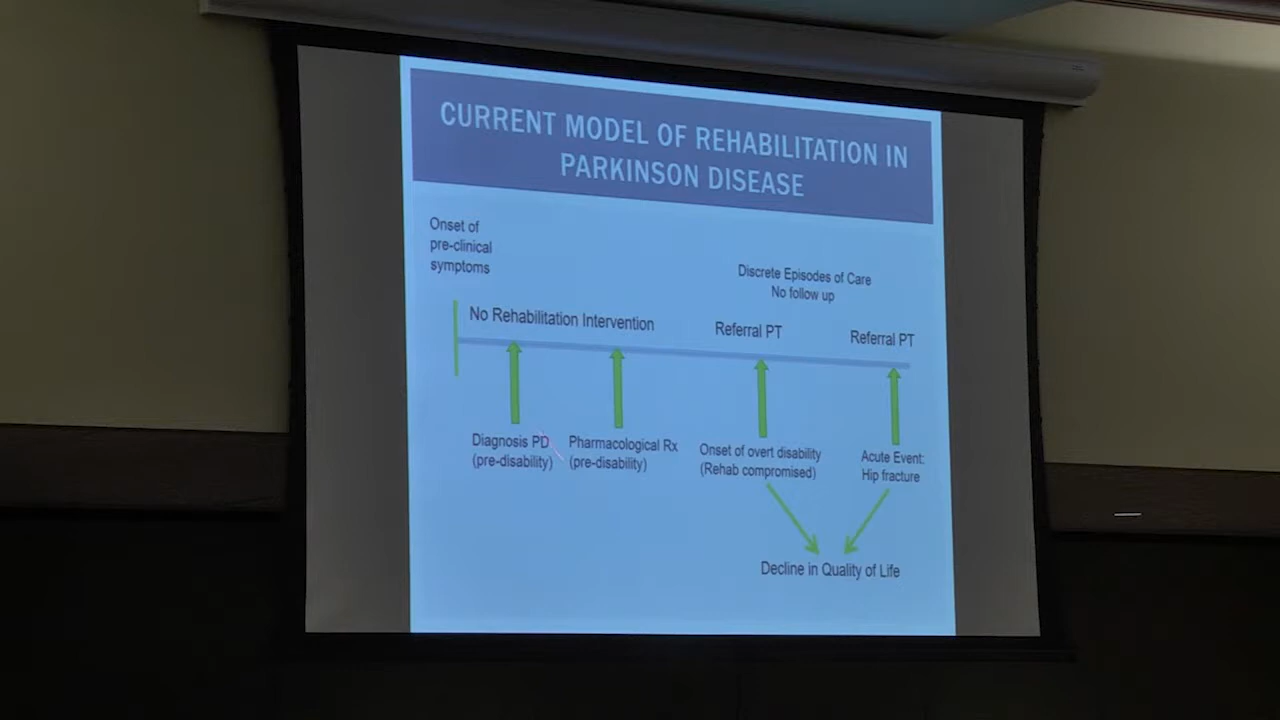 CURRENT MODEL OF REHABILITATION IN
PARKINSON DISEASE
Onset of
pre-clinical
symptoms
Discrete Episodes of Care
No follow up
No Rehabilitation Intervention
Referral PT
Referral PT
Diagnosis PD
(pre-disability)
Pharmacological Rx
(pre-disability)
Onset of overt disability
(Rehab compromised)
Acute Event:
Hip fracture
Decline in Quality of Life